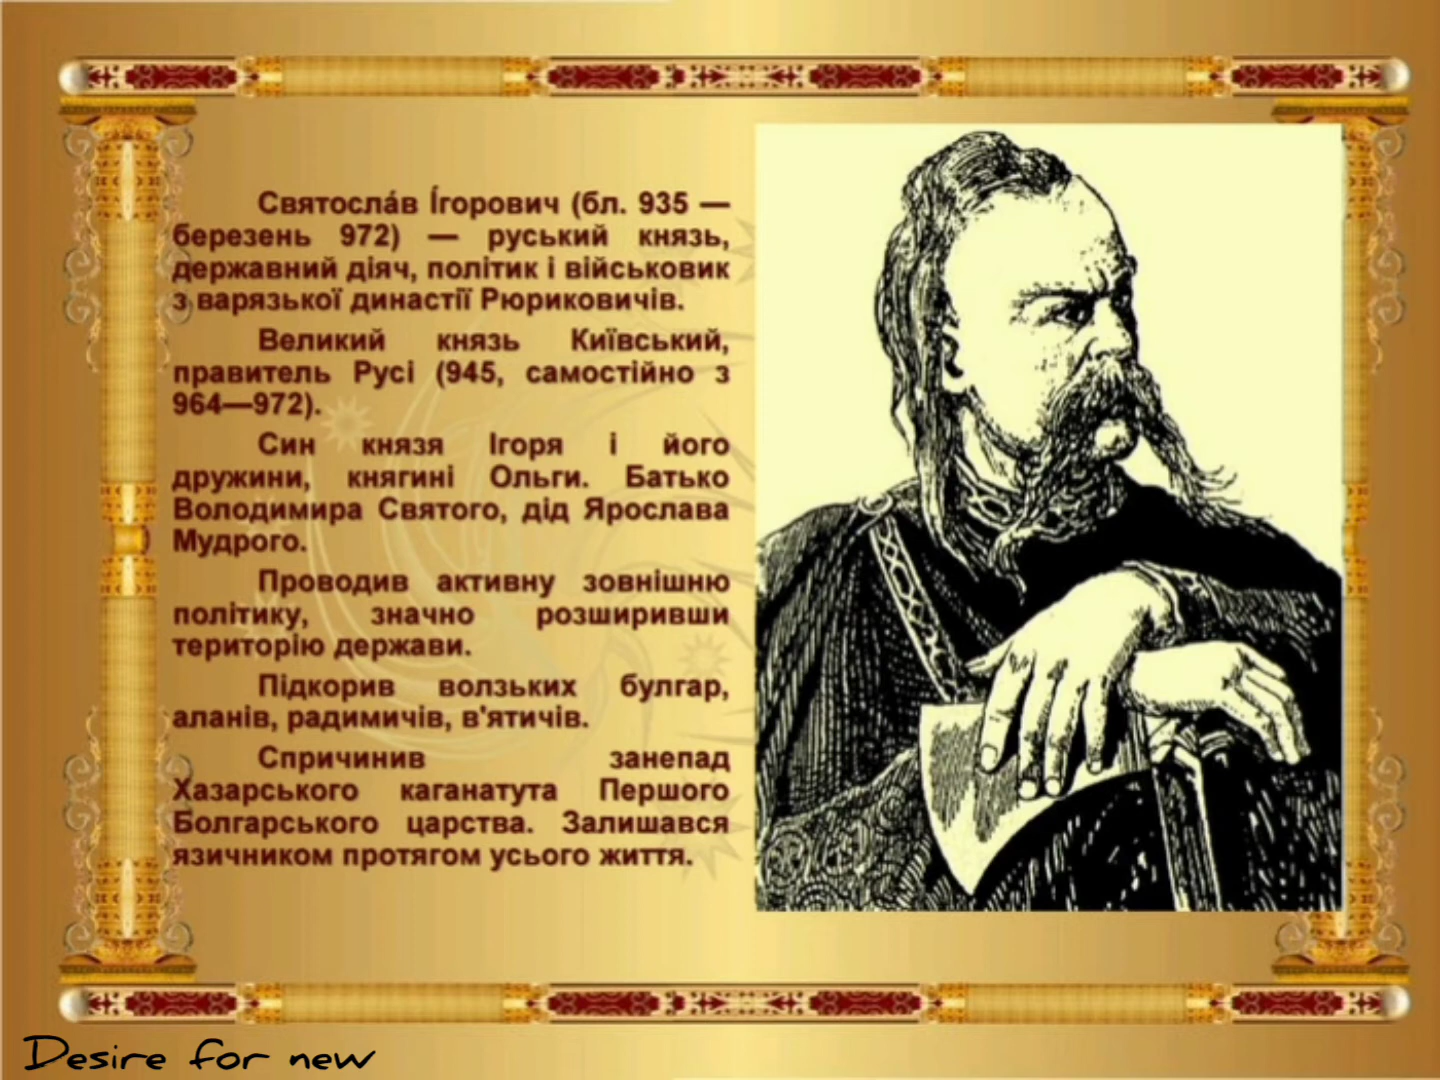 Святосла́в І́горович (бл. 935 —
березень 972) — руський князь,
державний діяч, політик і військовик
з варязької династії Рюриковичів.
Великий князь Київський,
правитель Русі (945, самостійно з
964—972).
Син князя Ігоря і його
дружини, княгині Ольги. Батько
Володимира Святого, дід Ярослава
Мудрого.
Проводив активну зовнішню
політику, значно розширивши
територію держави.
Підкорив волзьких булгар,
аланів, радимичів, в'ятичів.
Спричинив занепад
Хазарського каганатута Першого
Болгарського царства. Залишався
язичником протягом усього життя.
Desire for new